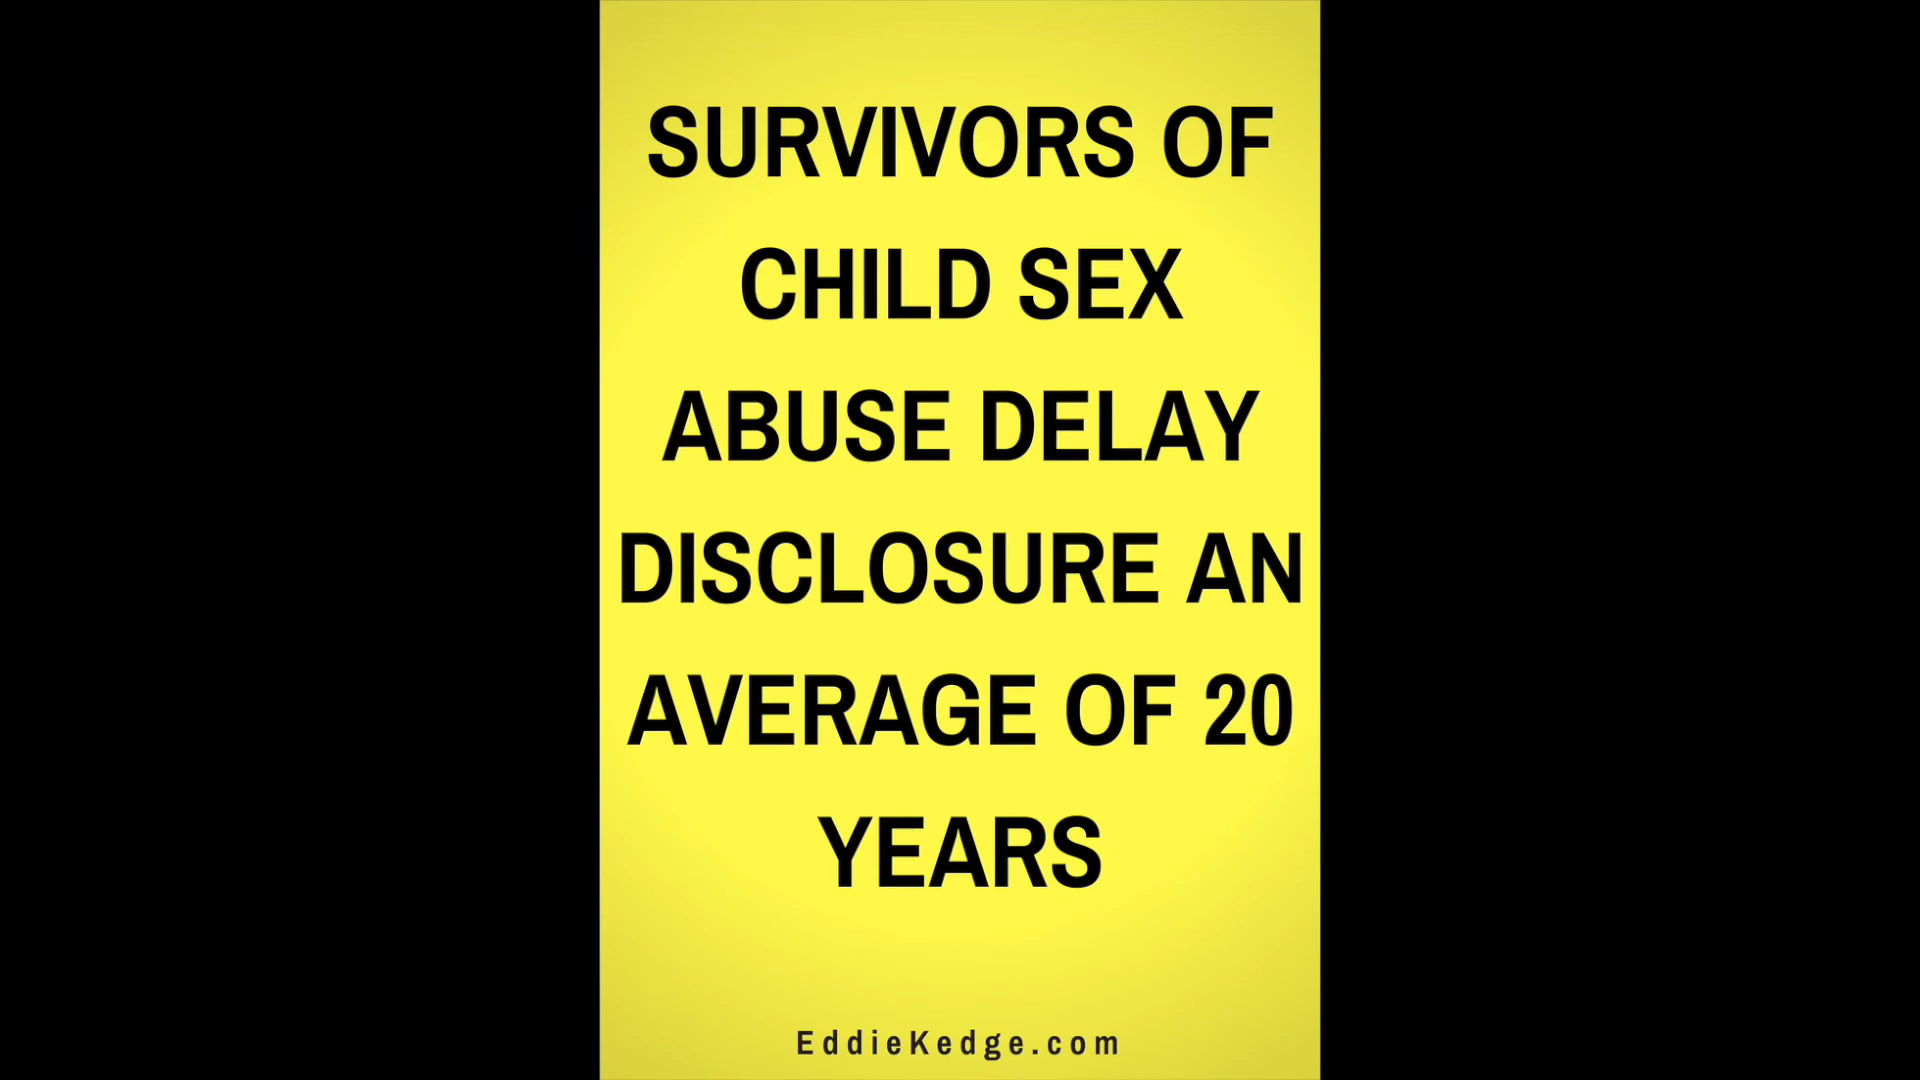 SURVIVORS OF
CHILD SEX
ABUSE DELAY
DISCLOSURE AN
AVERAGE OF 20
YEARS
EddieKedge.com